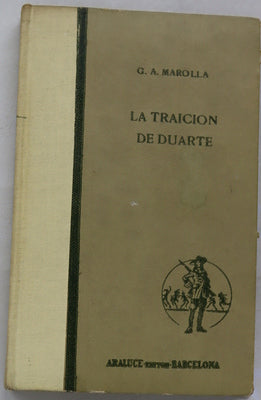 G. A. MAROLLA
LA TRAICION
DE DUARTE
ARALUCE-EDITOR-BARCELONA